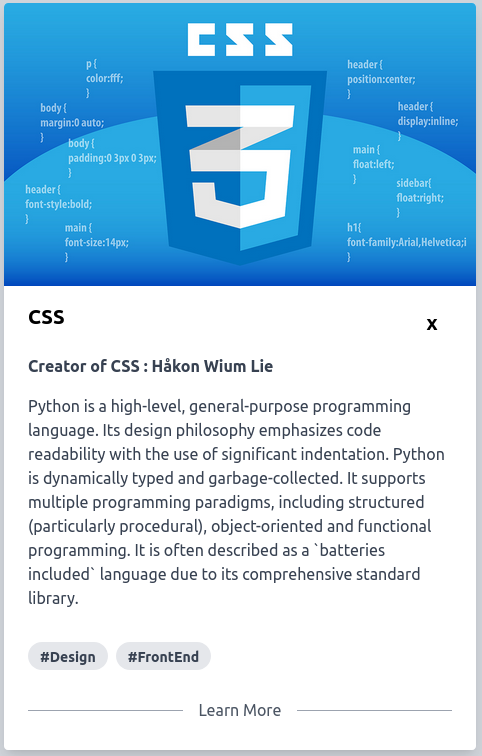 CSS
p {
color:fff;
}
header {
position:center;
}
body {
margin:0 auto;
}
header {
display:inline;
}
body {
padding:0 3px 0 3px;
}
main {
float:left;
}
header {
font-style:bold;
}
sidebar{
float:right;
}
main {
font-size:14px;
}
h1{
font-family:Arial,Helvetica;i
}
CSS
x
Creator of CSS : Håkon Wium Lie
Python is a high-level, general-purpose programming
language. Its design philosophy emphasizes code
readability with the use of significant indentation. Python
is dynamically typed and garbage-collected. It supports
multiple programming paradigms, including structured
(particularly procedural), object-oriented and functional
programming. It is often described as a `batteries
included` language due to its comprehensive standard
library.
#Design #FrontEnd
Learn More